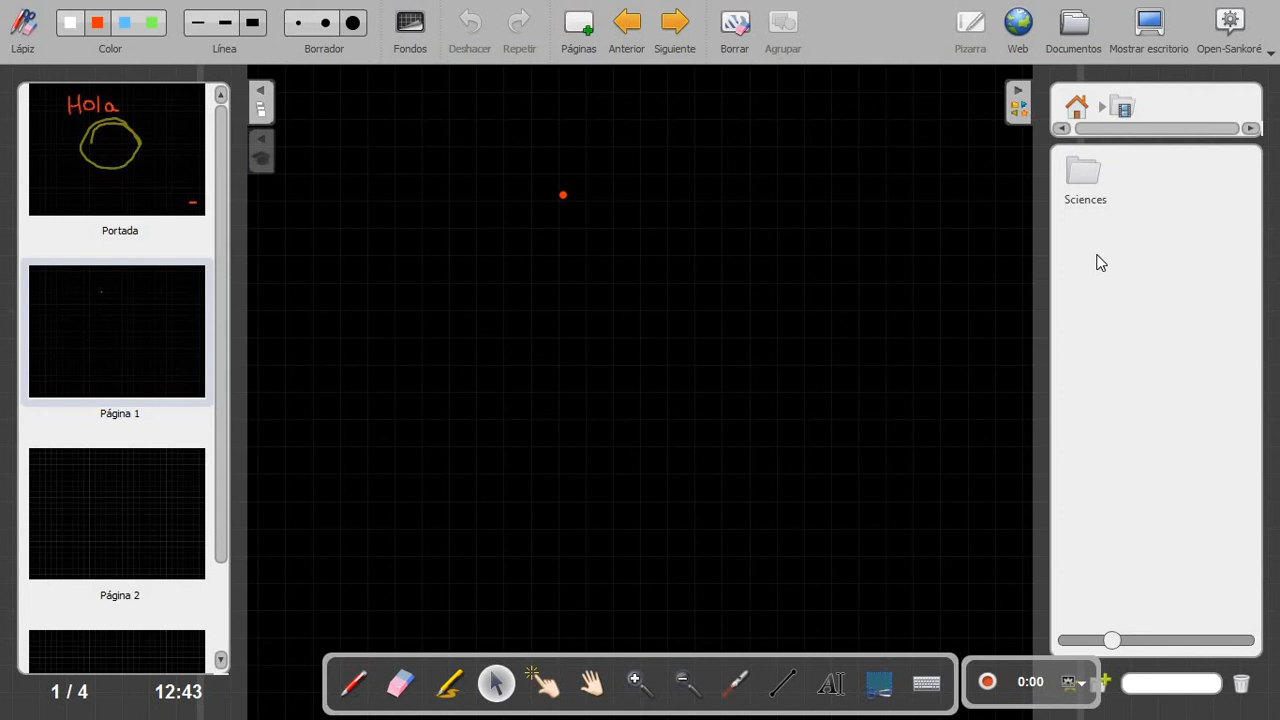 Lápiz
Color
Línea
Borrador
Fondos
Deshacer
Repetir
Páginas
Anterior
Siguiente
Borrar
Agrupar
Pizarra
Web
Documentos
Mostrar escritorio
Open-Sankoré
Hola
Portada
Página 1
Página 2
Sciences
1 / 4
12:43
AI
0:00